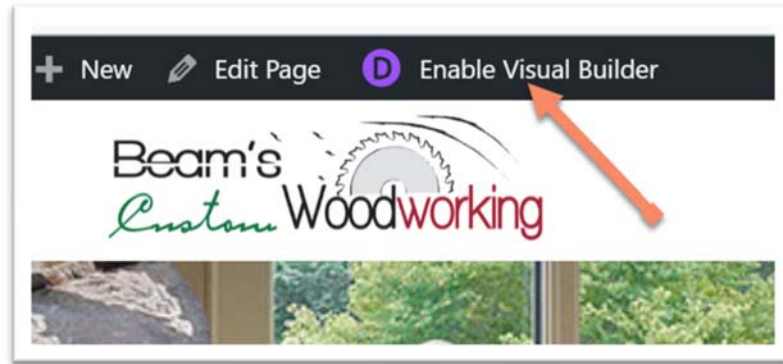 + New Edit Page D Enable Visual Builder
Beam's
Custom Woodworking